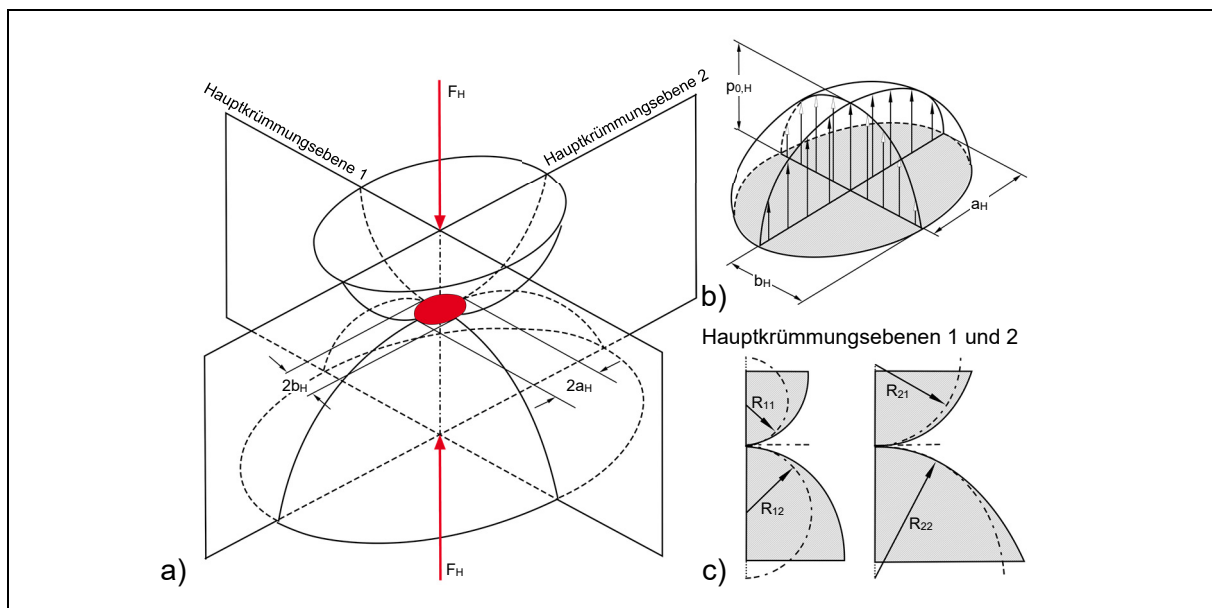 Hauptkrümmungsebene 1
F_H
Hauptkrümmungsebene 2
2b_H
2a_H
F_H
a)
p_0,H
a_H
b_H
b)
Hauptkrümmungsebenen 1 und 2
R_11
R_21
R_12
R_22
c)